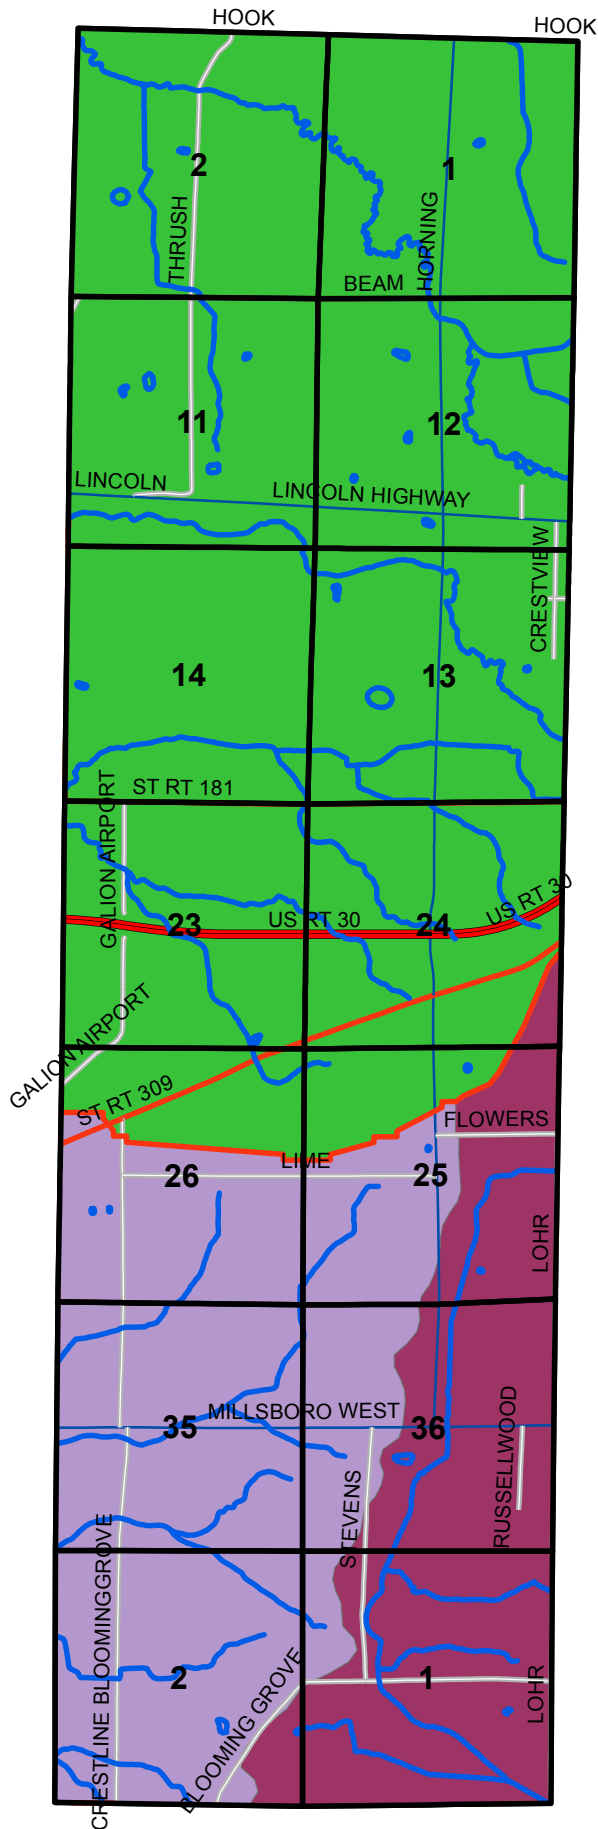 HOOK
HOOK
2
1
THRUSH
HORNING
BEAM
11
12
LINCOLN
LINCOLN HIGHWAY
CRESTVIEW
14
13
ST RT 181
GALION AIRPORT
23
US RT 30
24
US RT 30
GALION AIRPORT
ST RT 309
FLOWERS
LIME
26
25
LOHR
MILLSBORO WEST
35
36
RUSSELLWOOD
STEVENS
CRESTLINE BLOOMINGGROVE
2
BLOOMING GROVE
1
LOHR